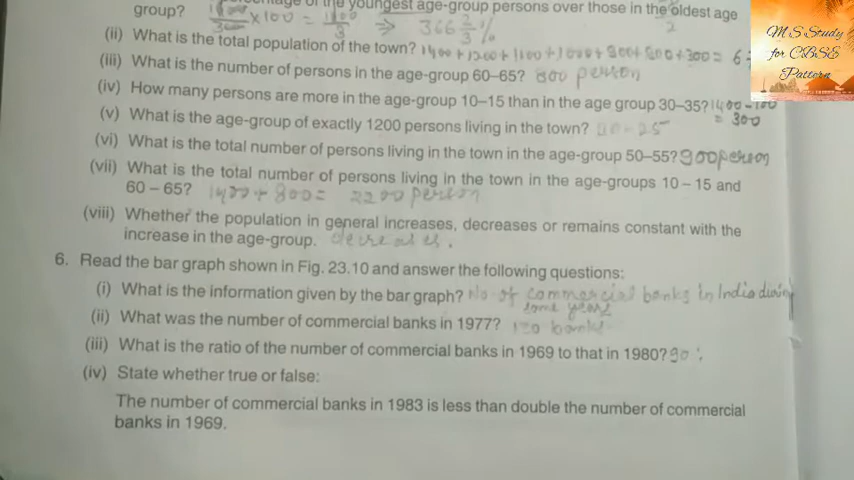 youngest age-group persons over those in the oldest age
group? x 100 = ⇒ 366 2/3 %
(ii) What is the total population of the town? 1400+1200+1100+1000+900+800+300=
(iii) What is the number of persons in the age-group 60–65? 800 person
(iv) How many persons are more in the age-group 10–15 than in the age group 30–35?
= 300
(v) What is the age-group of exactly 1200 persons living in the town?
(vi) What is the total number of persons living in the town in the age-group 50–55? 900 person
(vii) What is the total number of persons living in the town in the age-groups 10 – 15 and
60 – 65? 1400 + 800 = 2200 person
(viii) Whether the population in general increases, decreases or remains constant with the
increase in the age-group. decreases.
6. Read the bar graph shown in Fig. 23.10 and answer the following questions:
(i) What is the information given by the bar graph? No of commercial banks in India during
some years
(ii) What was the number of commercial banks in 1977? 130 banks
(iii) What is the ratio of the number of commercial banks in 1969 to that in 1980? 90 :
(iv) State whether true or false:
The number of commercial banks in 1983 is less than double the number of commercial
banks in 1969.
M S Study
for CBSE
Pattern